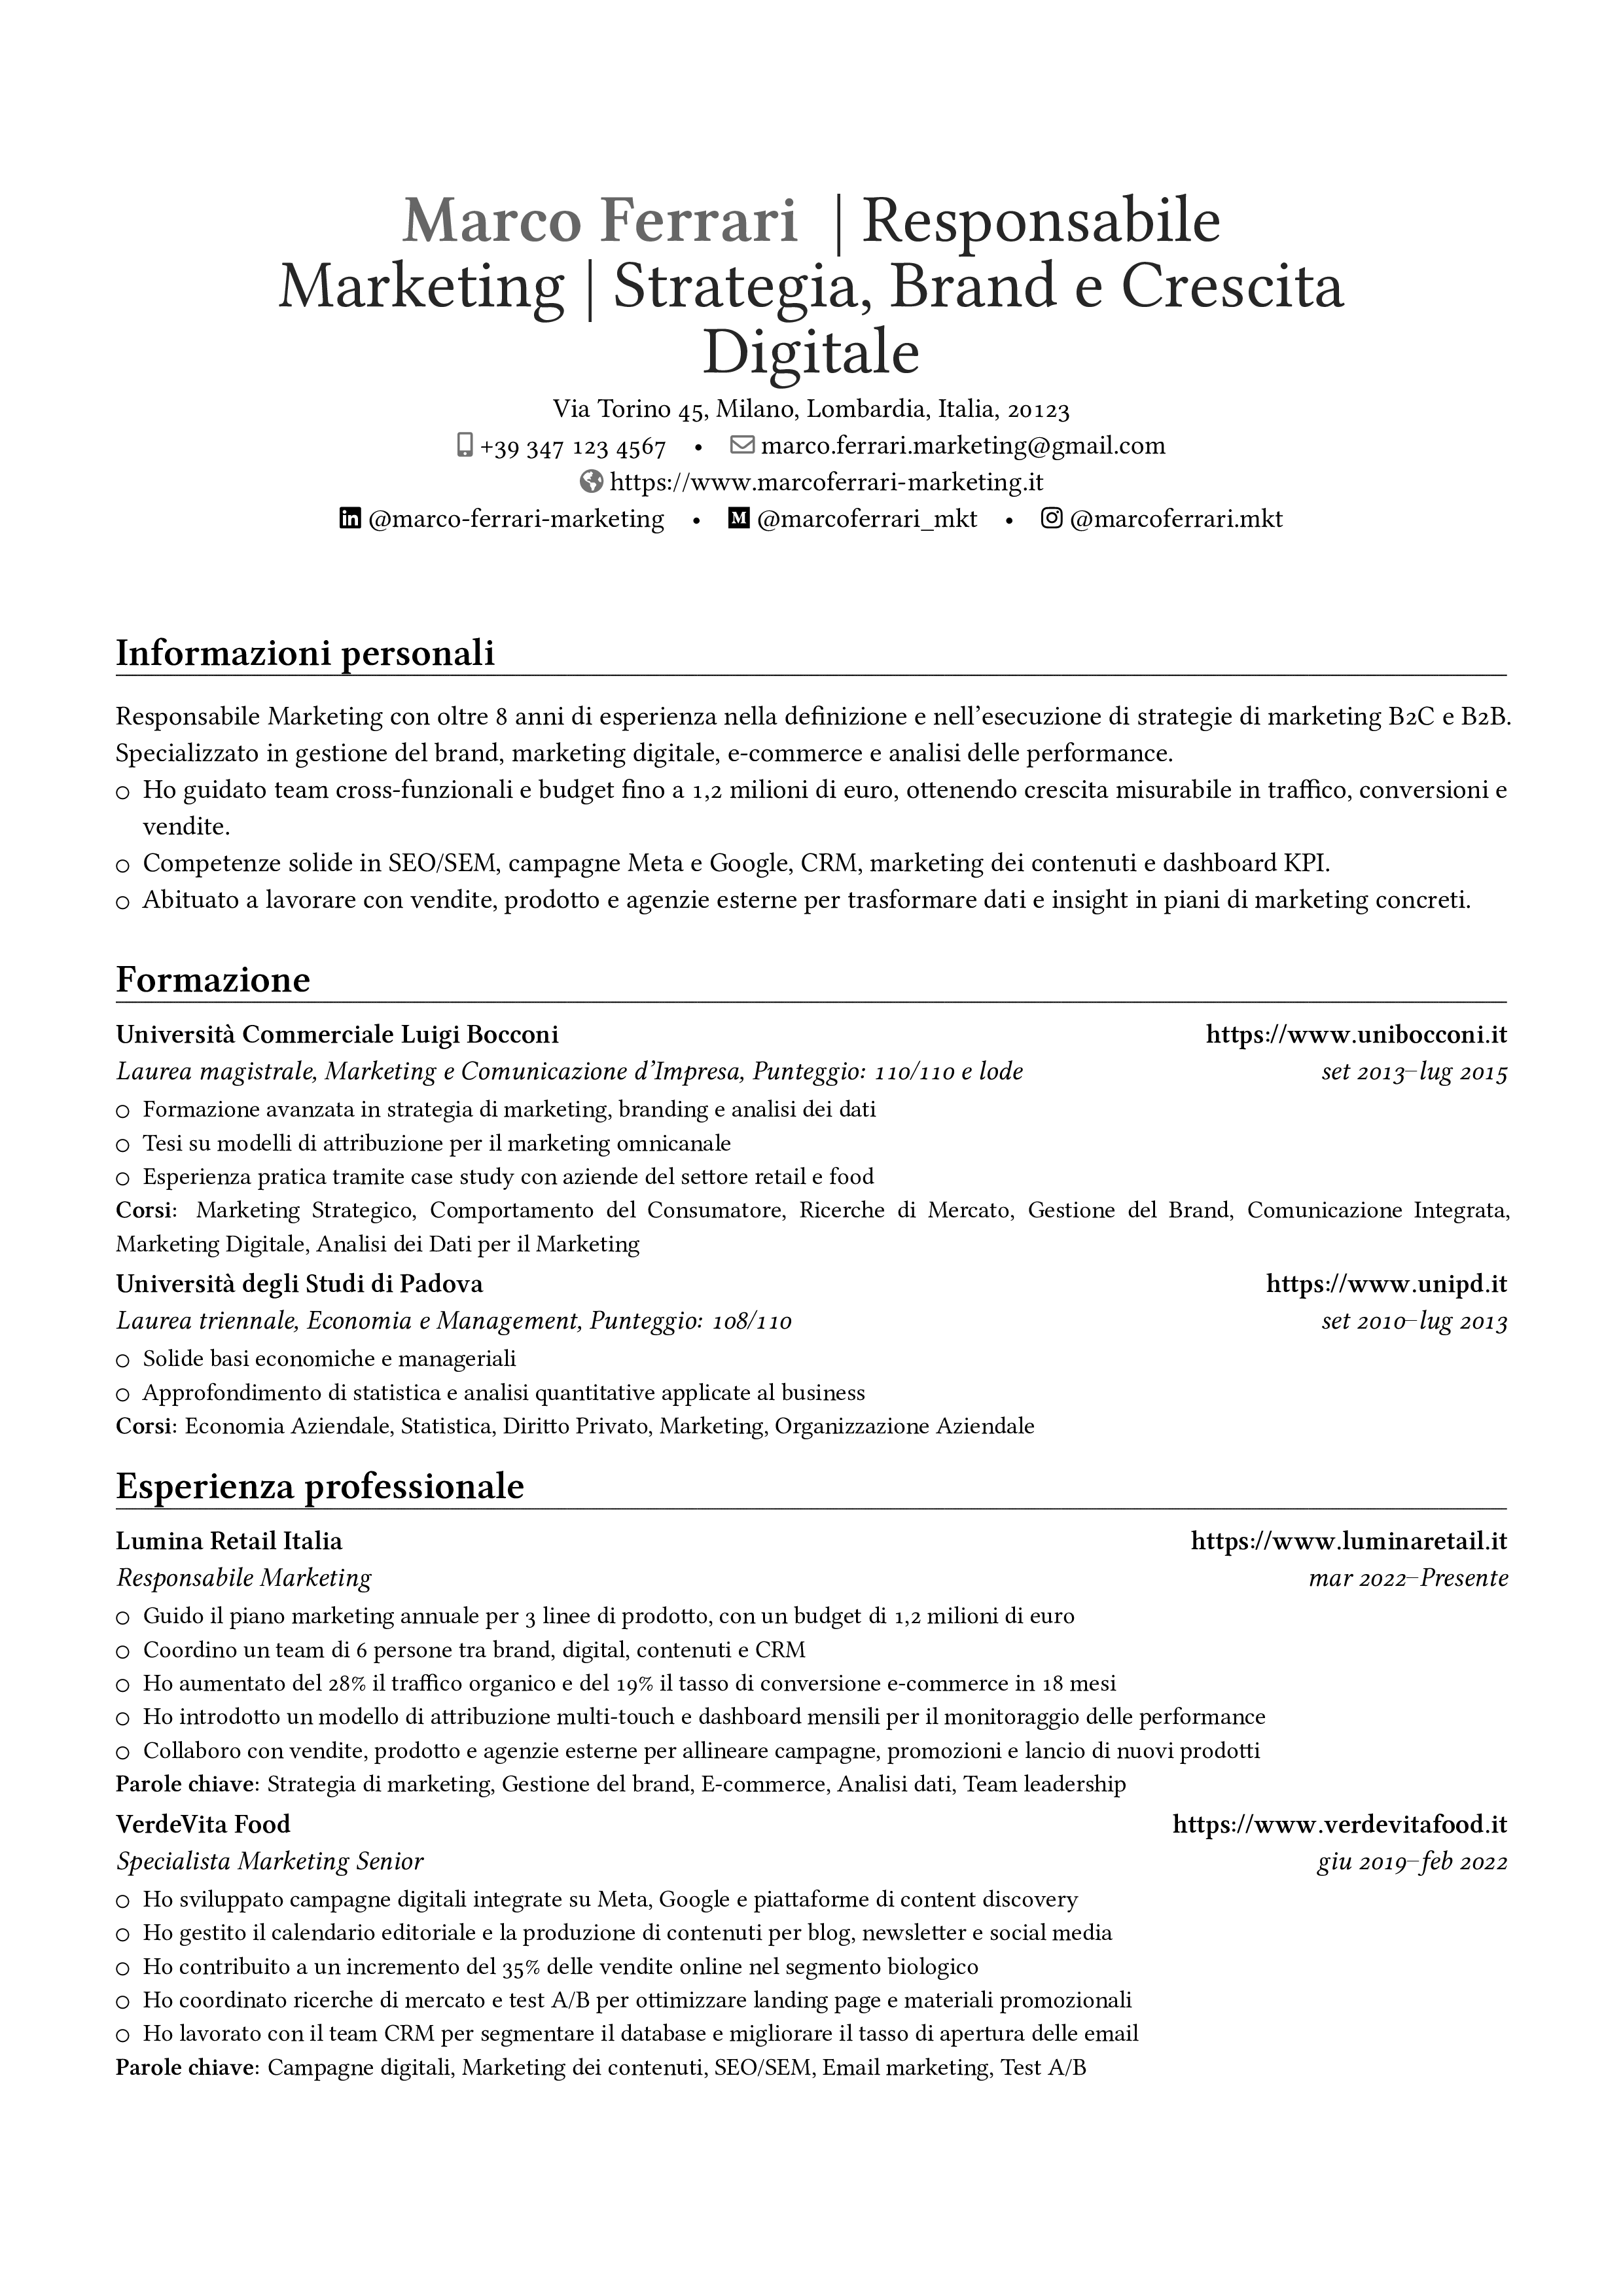 Marco Ferrari | Responsabile
Marketing | Strategia, Brand e Crescita
Digitale
Via Torino 45, Milano, Lombardia, Italia, 20123
+39 347 123 4567 • marco.ferrari.marketing@gmail.com
https://www.marcoferrari-marketing.it
@marco-ferrari-marketing • @marcoferrari_mkt • @marcoferrari.mkt
Informazioni personali
Responsabile Marketing con oltre 8 anni di esperienza nella definizione e nell’esecuzione di strategie di marketing B2C e B2B.
Specializzato in gestione del brand, marketing digitale, e-commerce e analisi delle performance.
○ Ho guidato team cross-funzionali e budget fino a 1,2 milioni di euro, ottenendo crescita misurabile in traffico, conversioni e
vendite.
○ Competenze solide in SEO/SEM, campagne Meta e Google, CRM, marketing dei contenuti e dashboard KPI.
○ Abituato a lavorare con vendite, prodotto e agenzie esterne per trasformare dati e insight in piani di marketing concreti.
Formazione
Università Commerciale Luigi Bocconi https://www.unibocconi.it
Laurea magistrale, Marketing e Comunicazione d’Impresa, Punteggio: 110/110 e lode set 2013–lug 2015
○ Formazione avanzata in strategia di marketing, branding e analisi dei dati
○ Tesi su modelli di attribuzione per il marketing omnicanale
○ Esperienza pratica tramite case study con aziende del settore retail e food
Corsi: Marketing Strategico, Comportamento del Consumatore, Ricerche di Mercato, Gestione del Brand, Comunicazione Integrata,
Marketing Digitale, Analisi dei Dati per il Marketing
Università degli Studi di Padova https://www.unipd.it
Laurea triennale, Economia e Management, Punteggio: 108/110 set 2010–lug 2013
○ Solide basi economiche e manageriali
○ Approfondimento di statistica e analisi quantitative applicate al business
Corsi: Economia Aziendale, Statistica, Diritto Privato, Marketing, Organizzazione Aziendale
Esperienza professionale
Lumina Retail Italia https://www.luminaretail.it
Responsabile Marketing mar 2022–Presente
○ Guido il piano marketing annuale per 3 linee di prodotto, con un budget di 1,2 milioni di euro
○ Coordino un team di 6 persone tra brand, digital, contenuti e CRM
○ Ho aumentato del 28% il traffico organico e del 19% il tasso di conversione e-commerce in 18 mesi
○ Ho introdotto un modello di attribuzione multi-touch e dashboard mensili per il monitoraggio delle performance
○ Collaboro con vendite, prodotto e agenzie esterne per allineare campagne, promozioni e lancio di nuovi prodotti
Parole chiave: Strategia di marketing, Gestione del brand, E-commerce, Analisi dati, Team leadership
VerdeVita Food https://www.verdevitafood.it
Specialista Marketing Senior giu 2019–feb 2022
○ Ho sviluppato campagne digitali integrate su Meta, Google e piattaforme di content discovery
○ Ho gestito il calendario editoriale e la produzione di contenuti per blog, newsletter e social media
○ Ho contribuito a un incremento del 35% delle vendite online nel segmento biologico
○ Ho coordinato ricerche di mercato e test A/B per ottimizzare landing page e materiali promozionali
○ Ho lavorato con il team CRM per segmentare il database e migliorare il tasso di apertura delle email
Parole chiave: Campagne digitali, Marketing dei contenuti, SEO/SEM, Email marketing, Test A/B